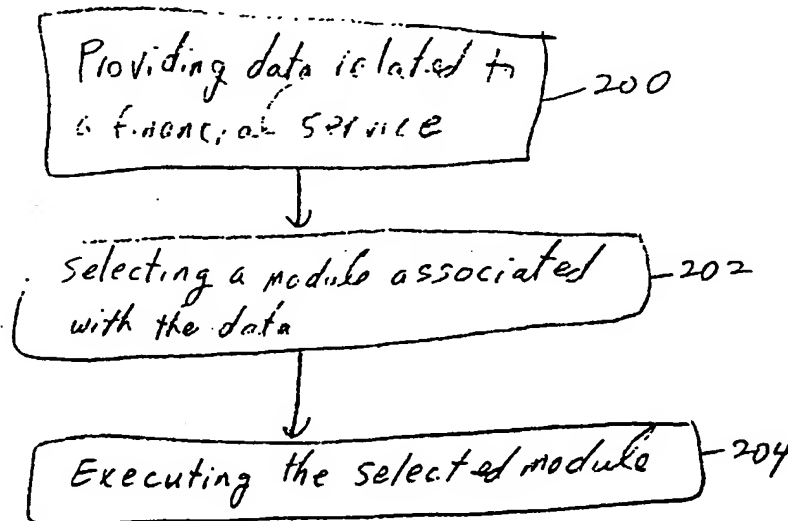 Providing data related to
a financial service
200
selecting a module associated
with the data
202
Executing the selected module
204